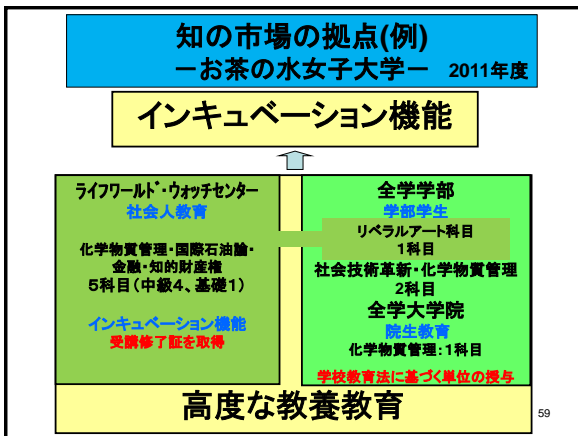 知の市場の拠点(例)
－お茶の水女子大学－ 2011年度
インキュベーション機能
ライフワールド・ウォッチセンター
社会人教育
化学物質管理・国際石油論・
金融・知的財産権
5科目(中級4、基礎1)
インキュベーション機能
受講修了証を取得
全学学部
学部学生
リベラルアート科目
1科目
社会技術革新・化学物質管理
2科目
全学大学院
院生教育
化学物質管理:1科目
学校教育法に基づく単位の授与
高度な教養教育
59